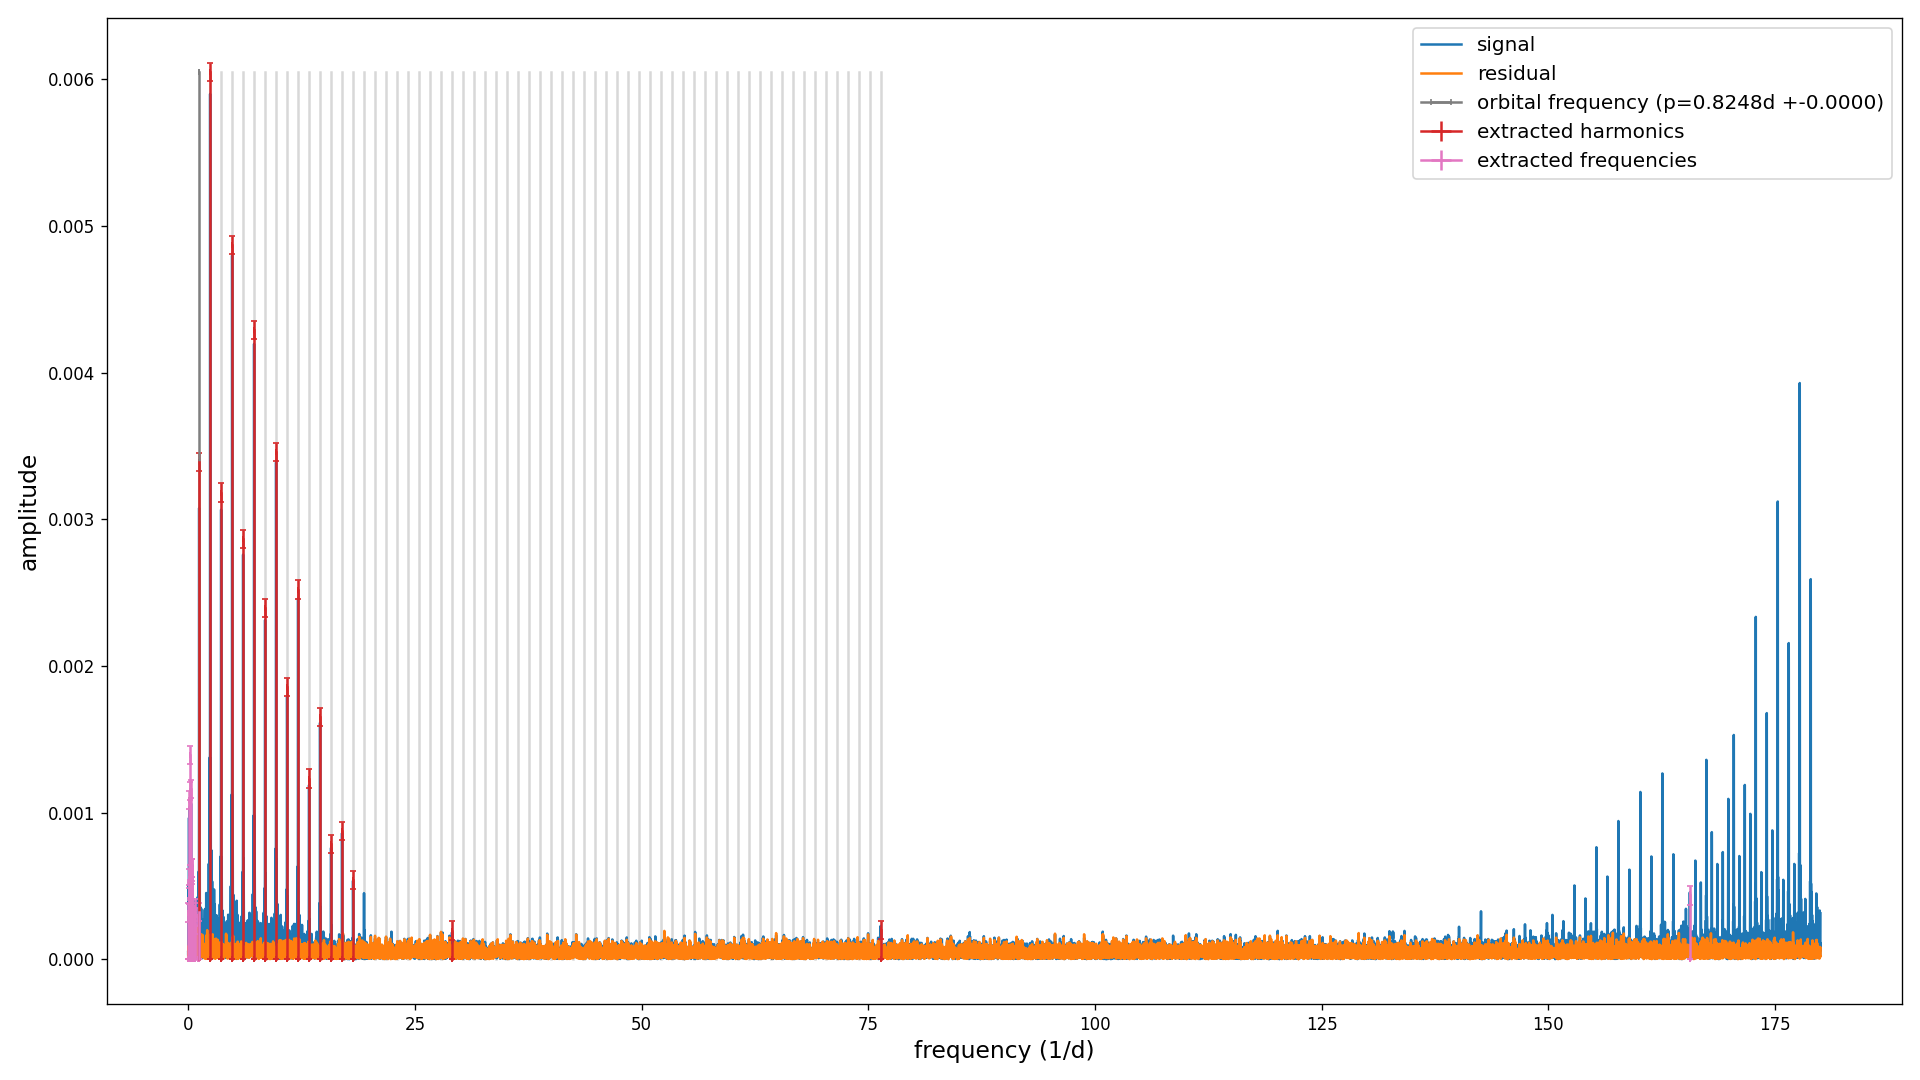 signal
residual
orbital frequency (p=0.8248d +-0.0000)
extracted harmonics
extracted frequencies
amplitude
0.006
0.005
0.004
0.003
0.002
0.001
0.000
0 25 50 75 100 125 150 175
frequency (1/d)